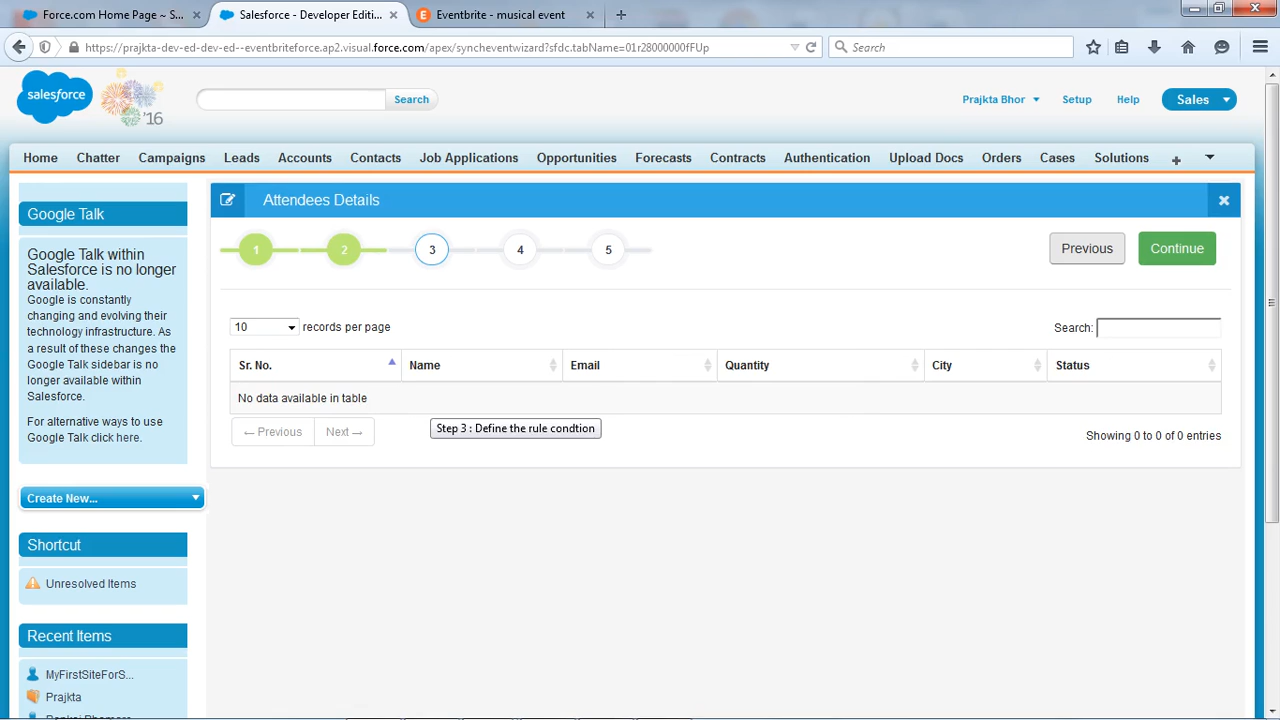 Force.com Home Page ~ S...
Salesforce - Developer Editi...
Eventbrite - musical event
https://prajkta-dev-ed-dev-ed--eventbriteforce.ap2.visual.force.com/apex/syncheventwizard?sfdc.tabName=01r28000000fFUp
Search
salesforce
'16
Search
Prajkta Bhor
Setup
Help
Sales
Home
Chatter
Campaigns
Leads
Accounts
Contacts
Job Applications
Opportunities
Forecasts
Contracts
Authentication
Upload Docs
Orders
Cases
Solutions
Google Talk
Google Talk within
Salesforce is no longer
available.
Google is constantly
changing and evolving their
technology infrastructure. As
a result of these changes the
Google Talk sidebar is no
longer available within
Salesforce.
For alternative ways to use
Google Talk click here.
Create New...
Shortcut
Unresolved Items
Recent Items
MyFirstSiteForS...
Prajkta
Attendees Details
1
2
3
4
5
Previous
Continue
10
records per page
Search:
Sr. No.
Name
Email
Quantity
City
Status
No data available in table
← Previous
Next →
Step 3 : Define the rule condtion
Showing 0 to 0 of 0 entries